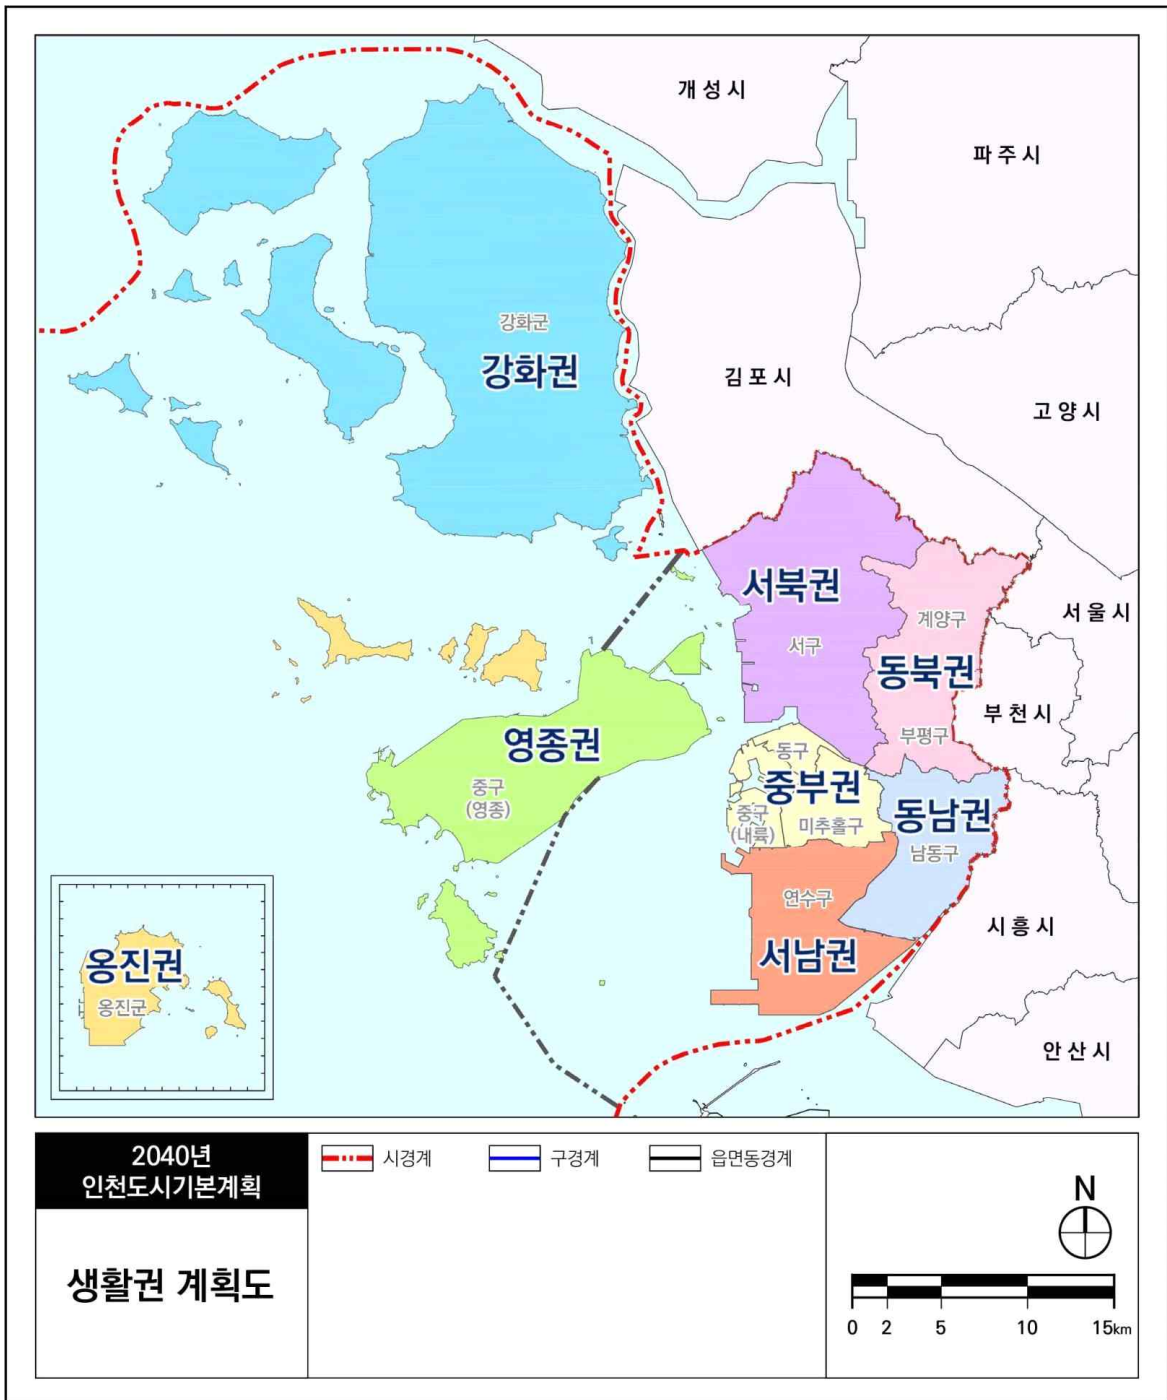 개성시
파주시
강화군
강화권
김포시
고양시
서북권
서구
계양구
동북권
부평구
서울시
부천시
영종권
중구
(영종)
동구
중부권
중구
(내륙)
미추홀구
동남권
남동구
연수구
서남권
시흥시
안산시
옹진권
옹진군
2040년
인천도시기본계획
생활권 계획도
시경계
구경계
읍면동경계
N
0 2 5 10 15km